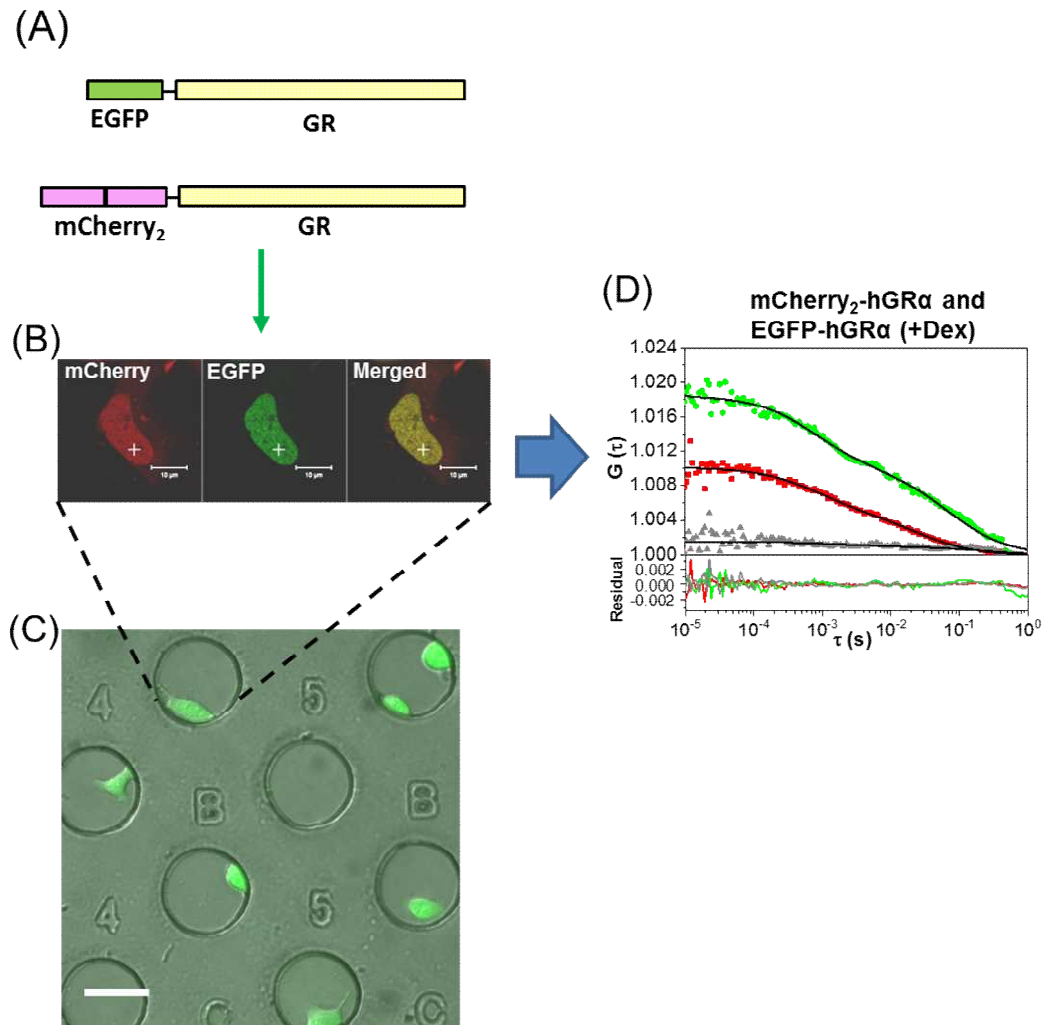 (A)
EGFP
GR
mCherry₂
GR
(B)
mCherry
EGFP
Merged
10 μm
10 μm
10 μm
(C)
4
5
B
B
4
5
C
C
(D)
mCherry₂-hGRα and
EGFP-hGRα (+Dex)
G (τ)
1.024
1.020
1.016
1.012
1.008
1.004
1.000
Residual
0.002
0.000
-0.002
10⁻⁵
10⁻⁴
10⁻³
10⁻²
10⁻¹
10⁰
τ (s)